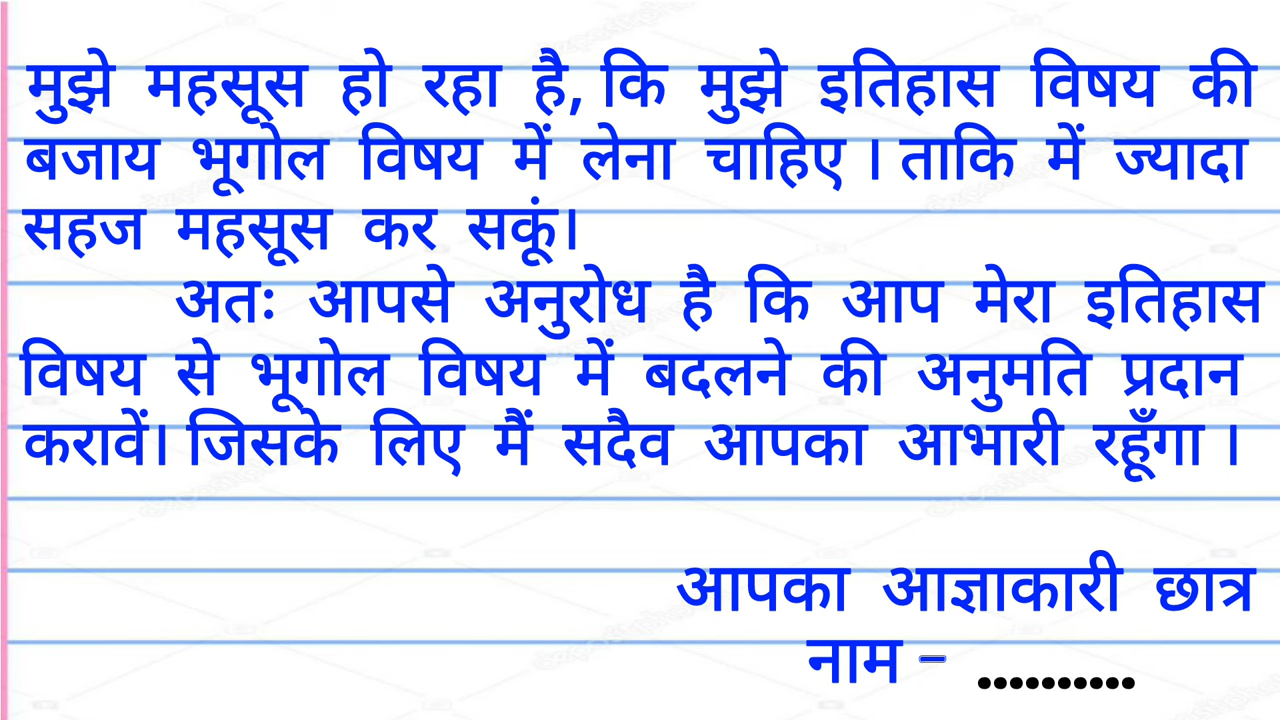 मुझे महसूस हो रहा है, कि मुझे इतिहास विषय की
बजाय भूगोल विषय में लेना चाहिए । ताकि में ज्यादा
सहज महसूस कर सकूं।
अतः आपसे अनुरोध है कि आप मेरा इतिहास
विषय से भूगोल विषय में बदलने की अनुमति प्रदान
करावें। जिसके लिए मैं सदैव आपका आभारी रहूँगा ।
आपका आज्ञाकारी छात्र
नाम – ..........